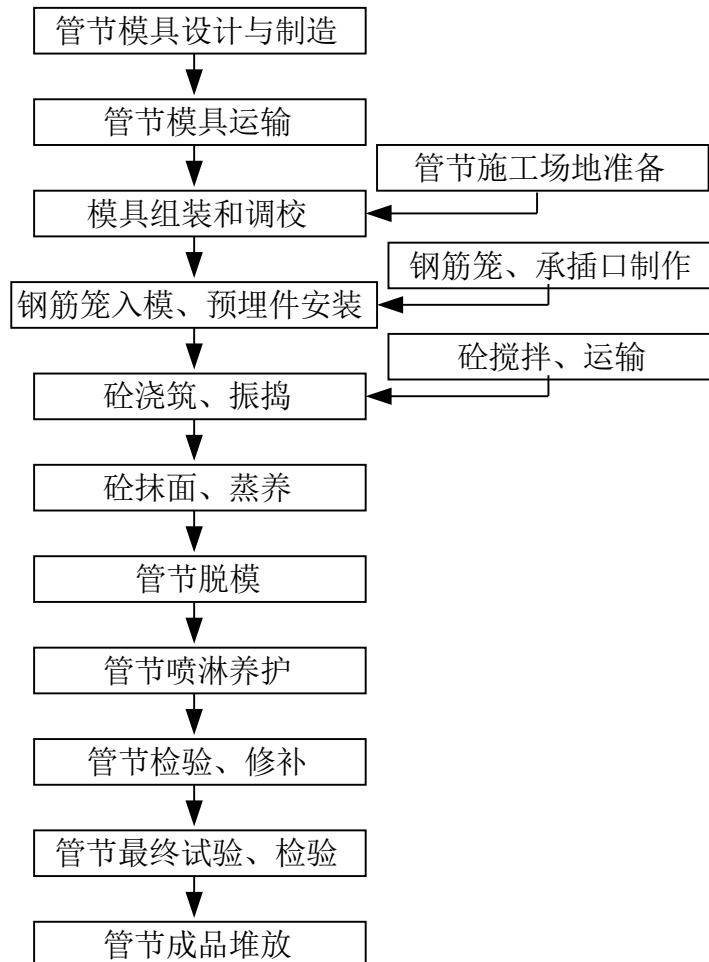 管节模具设计与制造
管节模具运输
管节施工场地准备
模具组装和调校
钢筋笼、承插口制作
钢筋笼入模、预埋件安装
砼搅拌、运输
砼浇筑、振捣
砼抹面、蒸养
管节脱模
管节喷淋养护
管节检验、修补
管节最终试验、检验
管节成品堆放